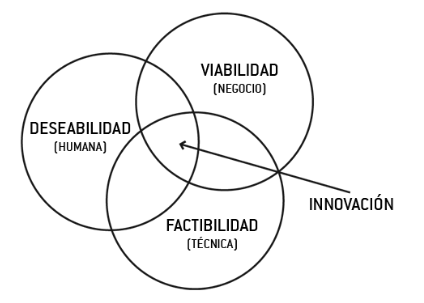 VIABILIDAD
(NEGOCIO)
DESEABILIDAD
(HUMANA)
INNOVACIÓN
FACTIBILIDAD
(TÉCNICA)